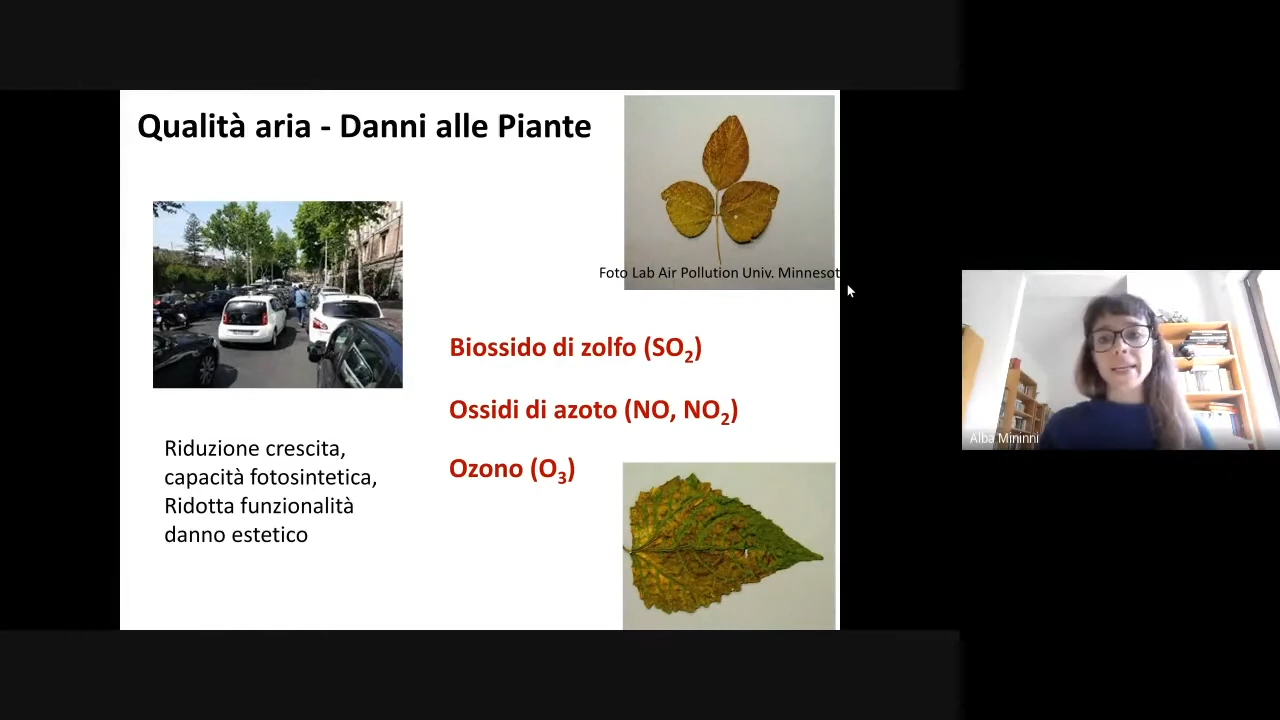 Qualità aria - Danni alle Piante
Foto Lab Air Pollution Univ. Minnesot
Biossido di zolfo (SO₂)
Ossidi di azoto (NO, NO₂)
Ozono (O₃)
Riduzione crescita,
capacità fotosintetica,
Ridotta funzionalità
danno estetico
Alba Mininni